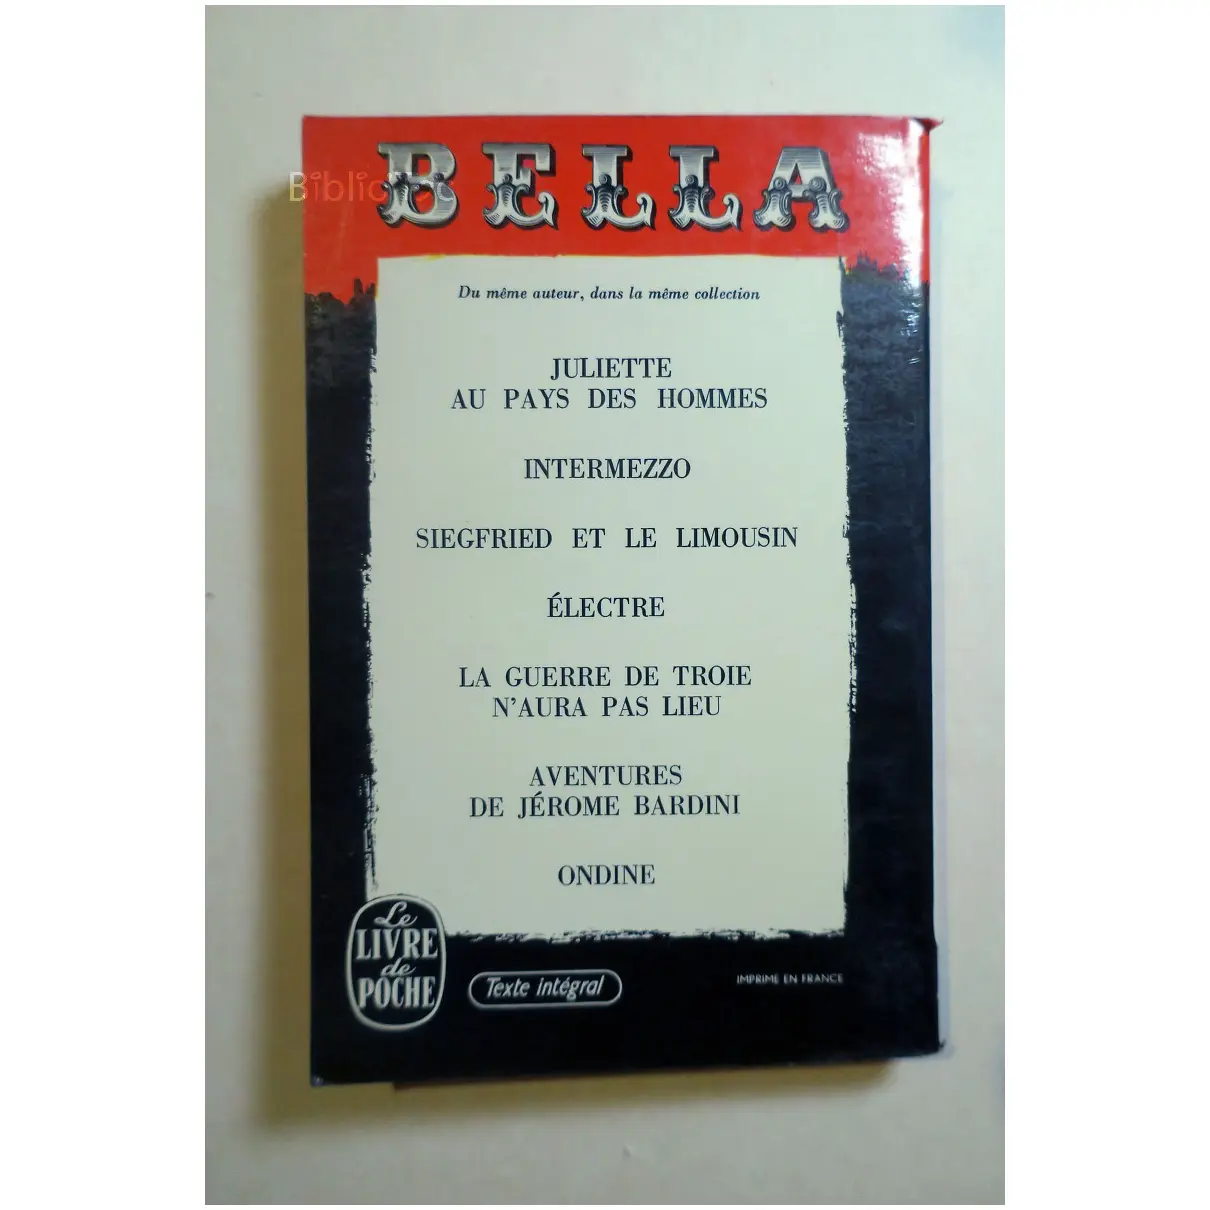 BELLA
Du même auteur, dans la même collection
JULIETTE
AU PAYS DES HOMMES
INTERMEZZO
SIEGFRIED ET LE LIMOUSIN
ÉLECTRE
LA GUERRE DE TROIE
N'AURA PAS LIEU
AVENTURES
DE JÉROME BARDINI
ONDINE
Le
LIVRE
de
POCHE
Texte intégral
IMPRIMÉ EN FRANCE